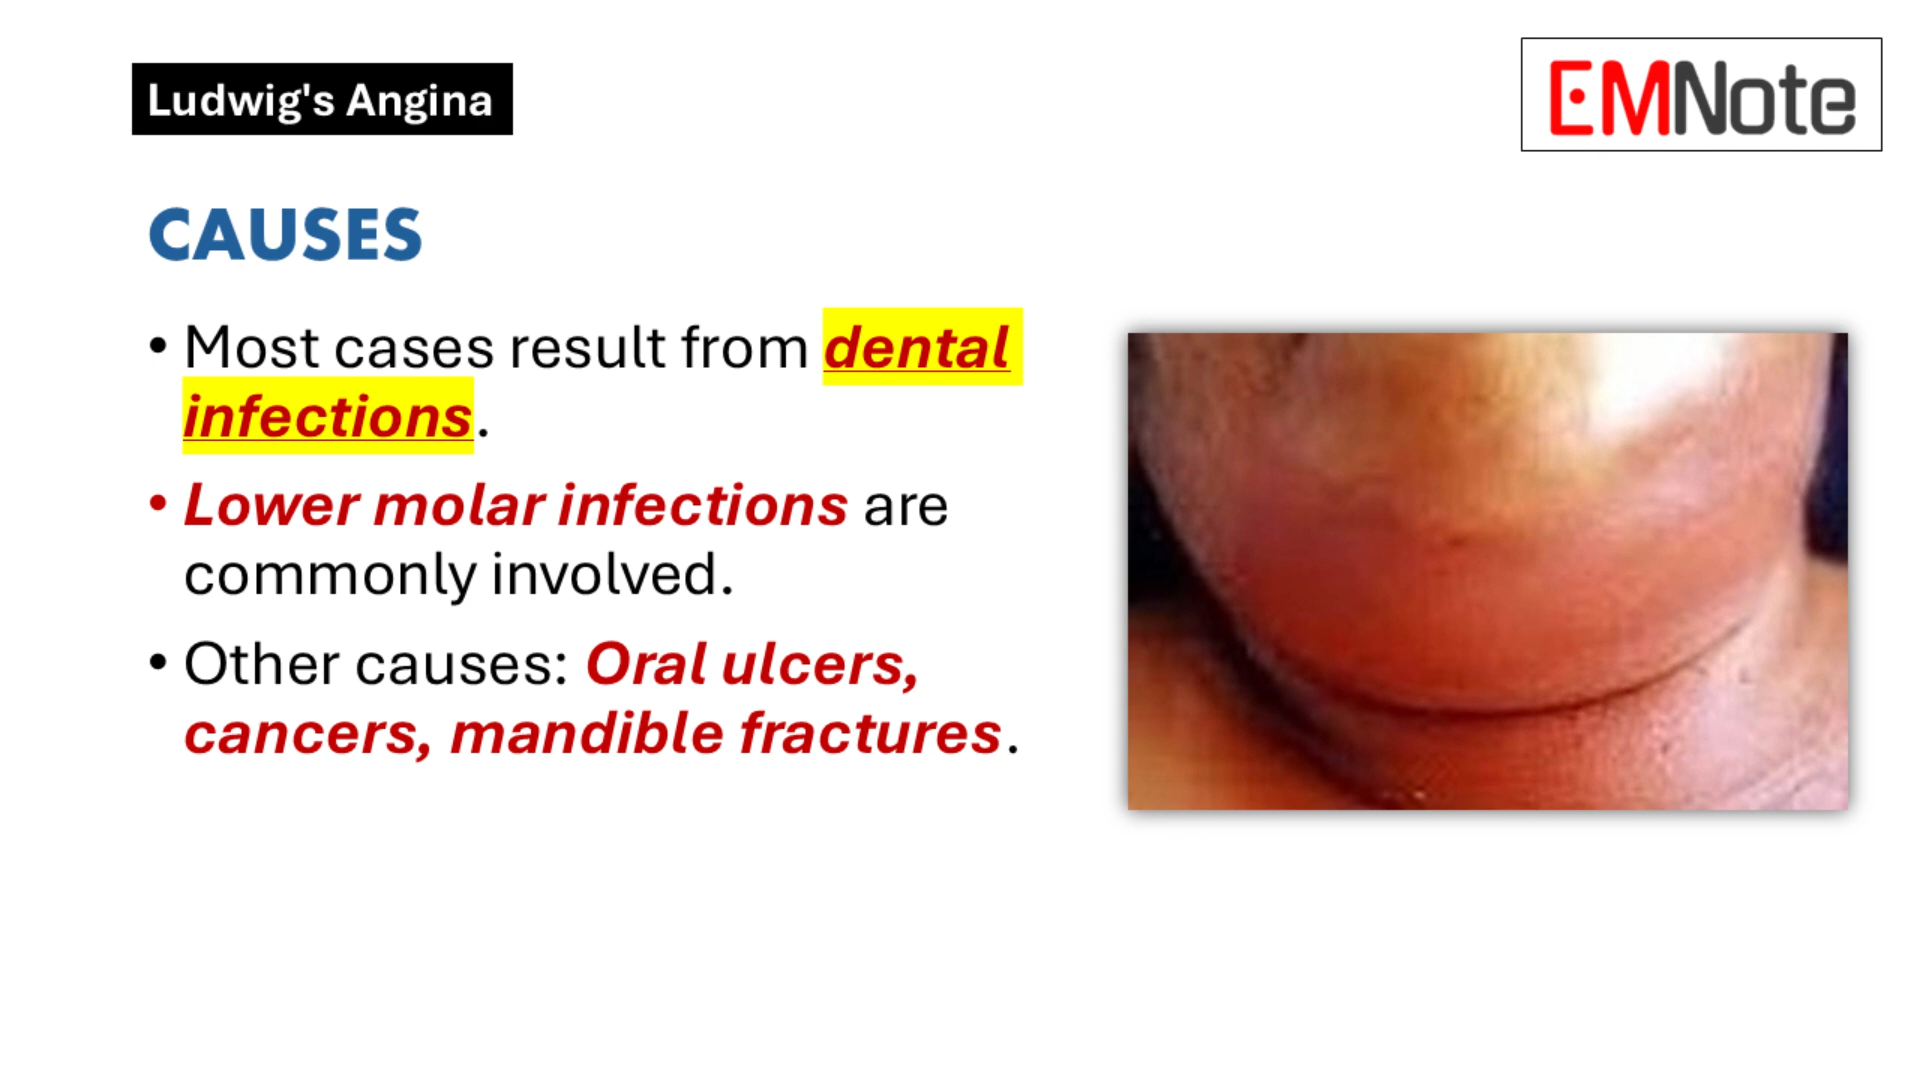 Ludwig's Angina
EMNote
CAUSES
• Most cases result from dental
infections.
• Lower molar infections are
commonly involved.
• Other causes: Oral ulcers,
cancers, mandible fractures.